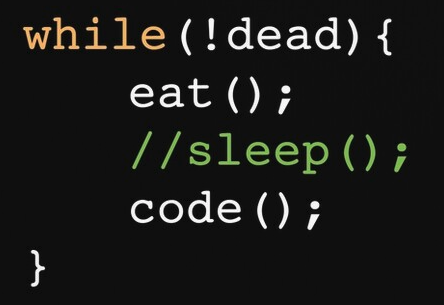 while(!dead){
eat();
//sleep();
code();
}